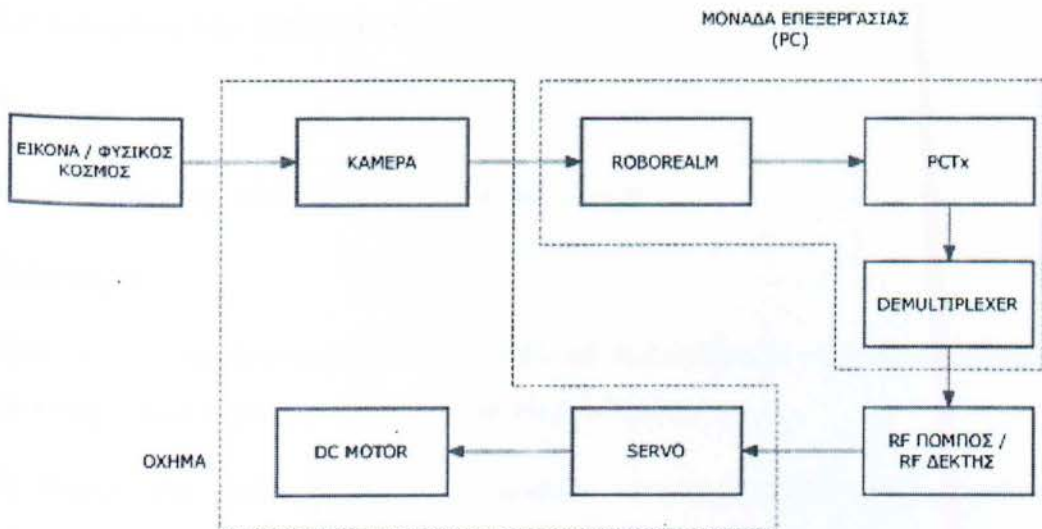 ΜΟΝΑΔΑ ΕΠΕΞΕΡΓΑΣΙΑΣ
(PC)
ΕΙΚΟΝΑ / ΦΥΣΙΚΟΣ
ΚΟΣΜΟΣ
ΚΑΜΕΡΑ
ROBOREALM
PCTx
DEMULTIPLEXER
ΟΧΗΜΑ
DC MOTOR
SERVO
RF ΠΟΜΠΟΣ /
RF ΔΕΚΤΗΣ